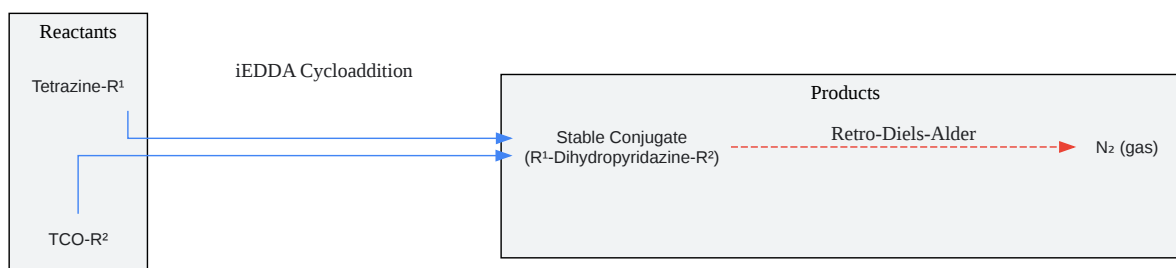 Reactants
Tetrazine-R¹
TCO-R²
iEDDA Cycloaddition
Products
Stable Conjugate
(R¹-Dihydropyridazine-R²)
Retro-Diels-Alder
N₂ (gas)